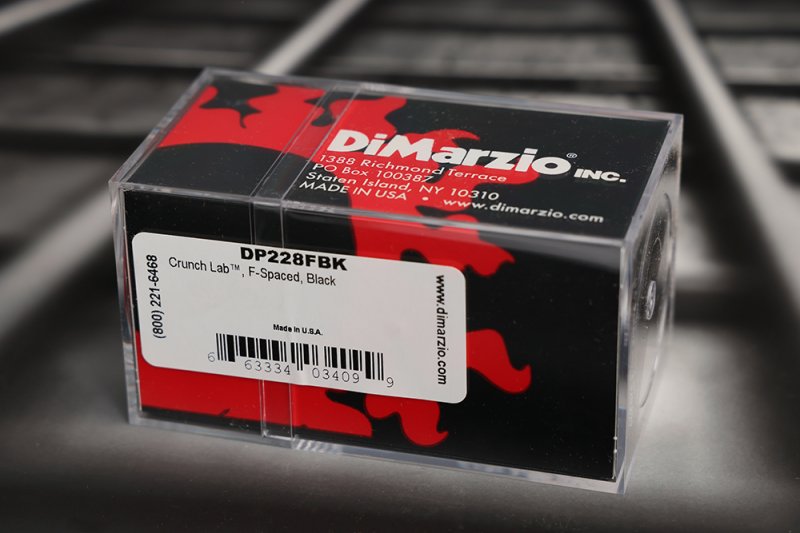 DiMarzio® INC.
1388 Richmond Terrace
PO Box 100387
Staten Island, NY 10310
MADE IN USA • www.dimarzio.com
DP228FBK
Crunch Lab™, F-Spaced, Black
(800) 221-6468
www.dimarzio.com
Made in U.S.A.
6 63334 03409 9